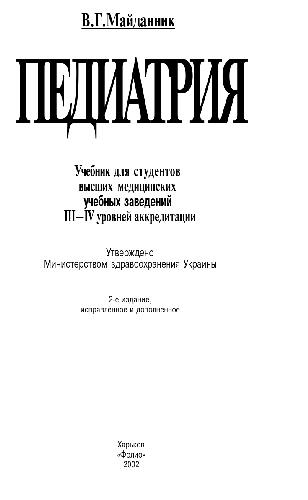 В.Г.Майданник
ПЕДИАТРИЯ
Учебник для студентов
высших медицинских
учебных заведений
III—IV уровней аккредитации
Утверждено
Министерством здравоохранения Украины
2-е издание,
исправленное и дополненное
Харьков
«Фолио»
2002